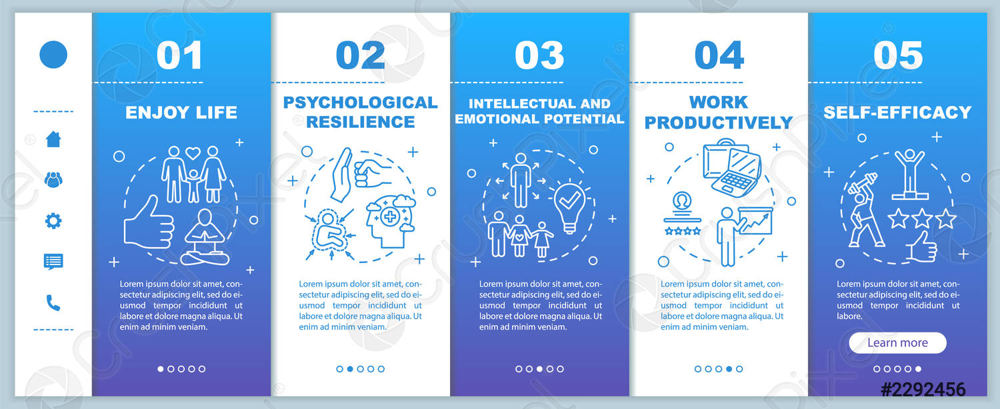 01
ENJOY LIFE
Lorem ipsum dolor sit amet, con-
sectetur adipiscing elit, sed do ei-
usmod tempor incididunt ut
labore et dolore magna aliqua. Ut
enim ad minim veniam.
02
PSYCHOLOGICAL
RESILIENCE
Lorem ipsum dolor sit amet, con-
sectetur adipiscing elit, sed do ei-
usmod tempor incididunt ut
labore et dolore magna aliqua. Ut
enim ad minim veniam.
03
INTELLECTUAL AND
EMOTIONAL POTENTIAL
Lorem ipsum dolor sit amet, con-
sectetur adipiscing elit, sed do ei-
usmod tempor incididunt ut
labore et dolore magna aliqua. Ut
enim ad minim veniam.
04
WORK
PRODUCTIVELY
Lorem ipsum dolor sit amet, con-
sectetur adipiscing elit, sed do ei-
usmod tempor incididunt ut
labore et dolore magna aliqua. Ut
enim ad minim veniam.
05
SELF-EFFICACY
Lorem ipsum dolor sit amet, con-
sectetur adipiscing elit, sed do ei-
usmod tempor incididunt ut
labore.
Learn more
#2292456
crushpixel